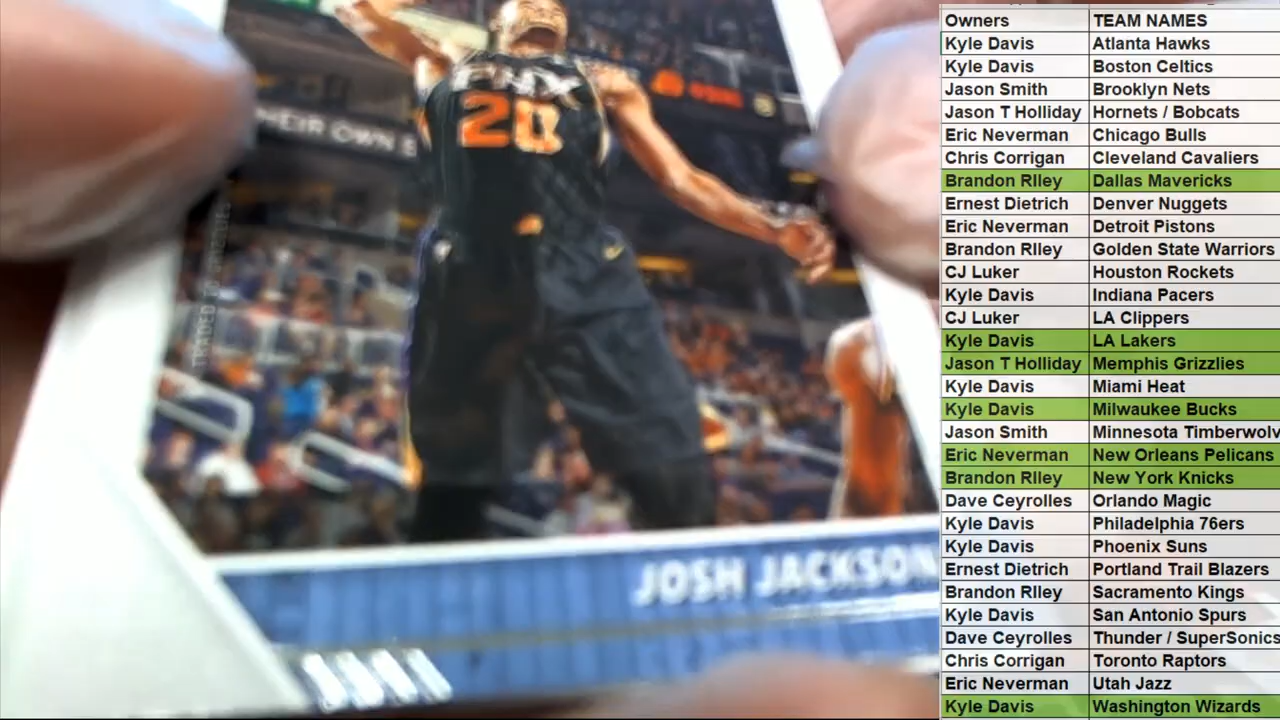 PHX
20
HEIR OWN S
TRADED TO GRIZZLIES
JOSH JACKSON
Owners TEAM NAMES
Kyle Davis Atlanta Hawks
Kyle Davis Boston Celtics
Jason Smith Brooklyn Nets
Jason T Holliday Hornets / Bobcats
Eric Neverman Chicago Bulls
Chris Corrigan Cleveland Cavaliers
Brandon RIley Dallas Mavericks
Ernest Dietrich Denver Nuggets
Eric Neverman Detroit Pistons
Brandon RIley Golden State Warriors
CJ Luker Houston Rockets
Kyle Davis Indiana Pacers
CJ Luker LA Clippers
Kyle Davis LA Lakers
Jason T Holliday Memphis Grizzlies
Kyle Davis Miami Heat
Kyle Davis Milwaukee Bucks
Jason Smith Minnesota Timberwolv
Eric Neverman New Orleans Pelicans
Brandon RIley New York Knicks
Dave Ceyrolles Orlando Magic
Kyle Davis Philadelphia 76ers
Kyle Davis Phoenix Suns
Ernest Dietrich Portland Trail Blazers
Brandon RIley Sacramento Kings
Kyle Davis San Antonio Spurs
Dave Ceyrolles Thunder / SuperSonics
Chris Corrigan Toronto Raptors
Eric Neverman Utah Jazz
Kyle Davis Washington Wizards